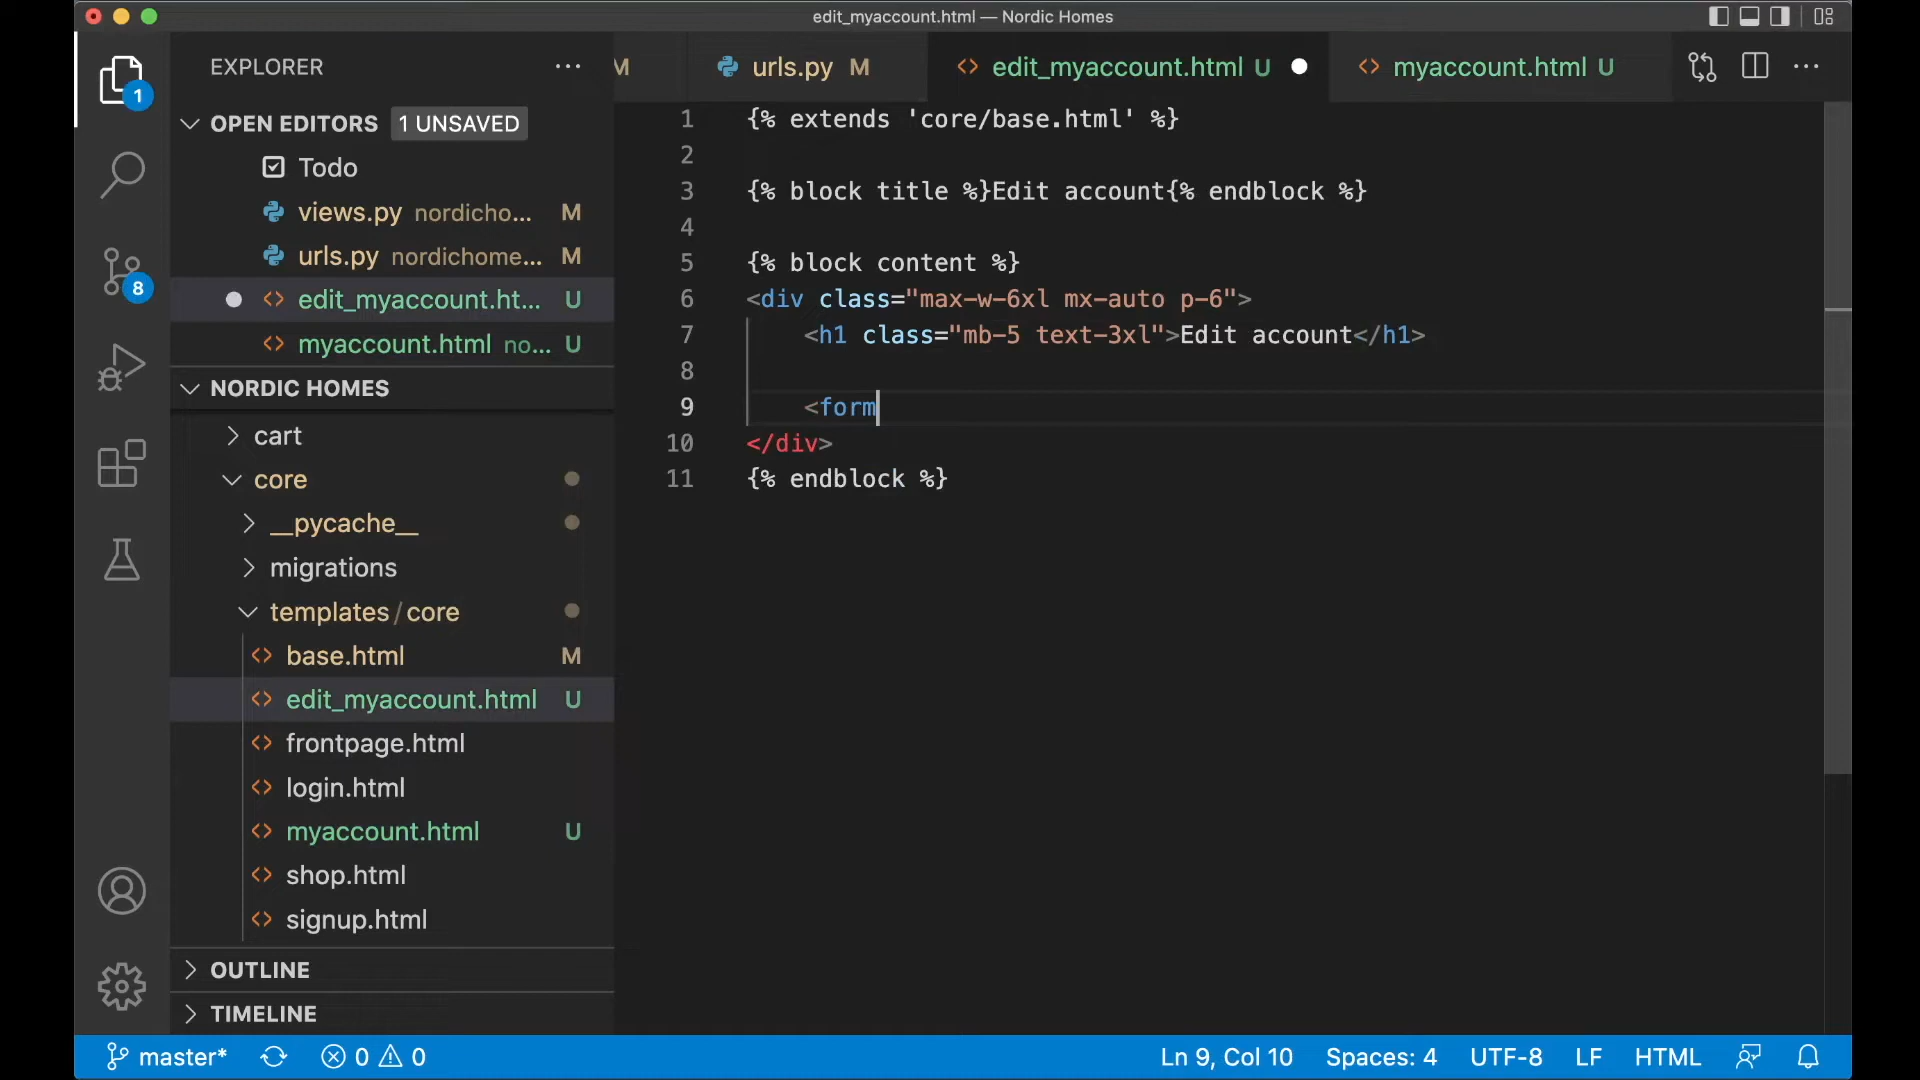 edit_myaccount.html — Nordic Homes
EXPLORER
M
urls.py M
edit_myaccount.html U
myaccount.html U
1
OPEN EDITORS 1 UNSAVED
Todo
views.py nordicho... M
urls.py nordichome... M
edit_myaccount.ht... U
myaccount.html no... U
8
NORDIC HOMES
cart
core
__pycache__
migrations
templates/core
base.html M
edit_myaccount.html U
frontpage.html
login.html
myaccount.html U
shop.html
signup.html
OUTLINE
TIMELINE
1 {% extends 'core/base.html' %}
2
3 {% block title %}Edit account{% endblock %}
4
5 {% block content %}
6 <div class="max-w-6xl mx-auto p-6">
7 <h1 class="mb-5 text-3xl">Edit account</h1>
8
9 <form
10 </div>
11 {% endblock %}
master* 0 0 Ln 9, Col 10 Spaces: 4 UTF-8 LF HTML